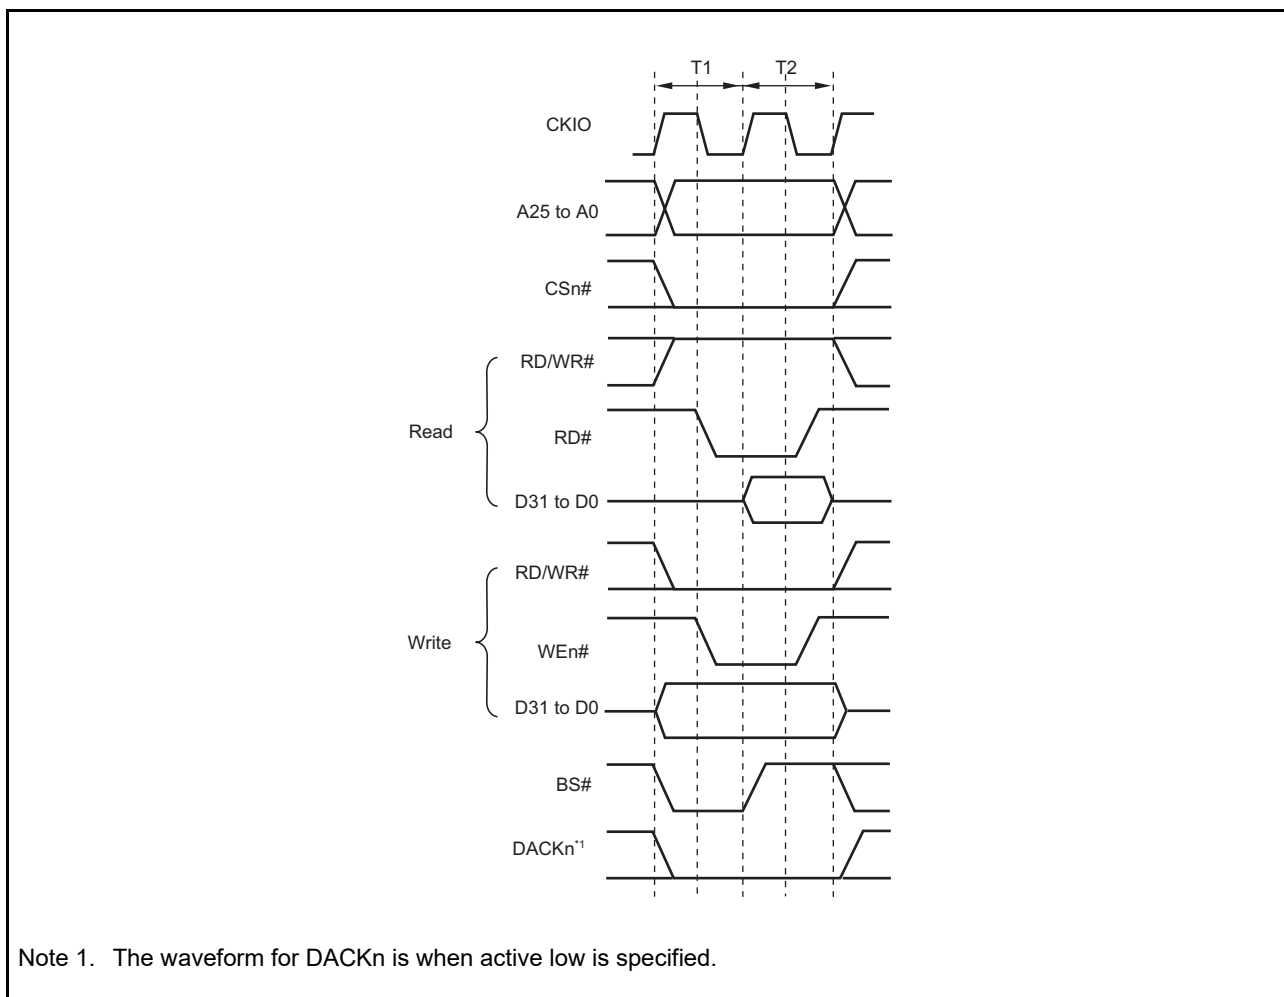 T1 T2
CKIO
A25 to A0
CSn#
RD/WR#
Read
RD#
D31 to D0
RD/WR#
Write
WEn#
D31 to D0
BS#
DACKn*1
Note 1. The waveform for DACKn is when active low is specified.